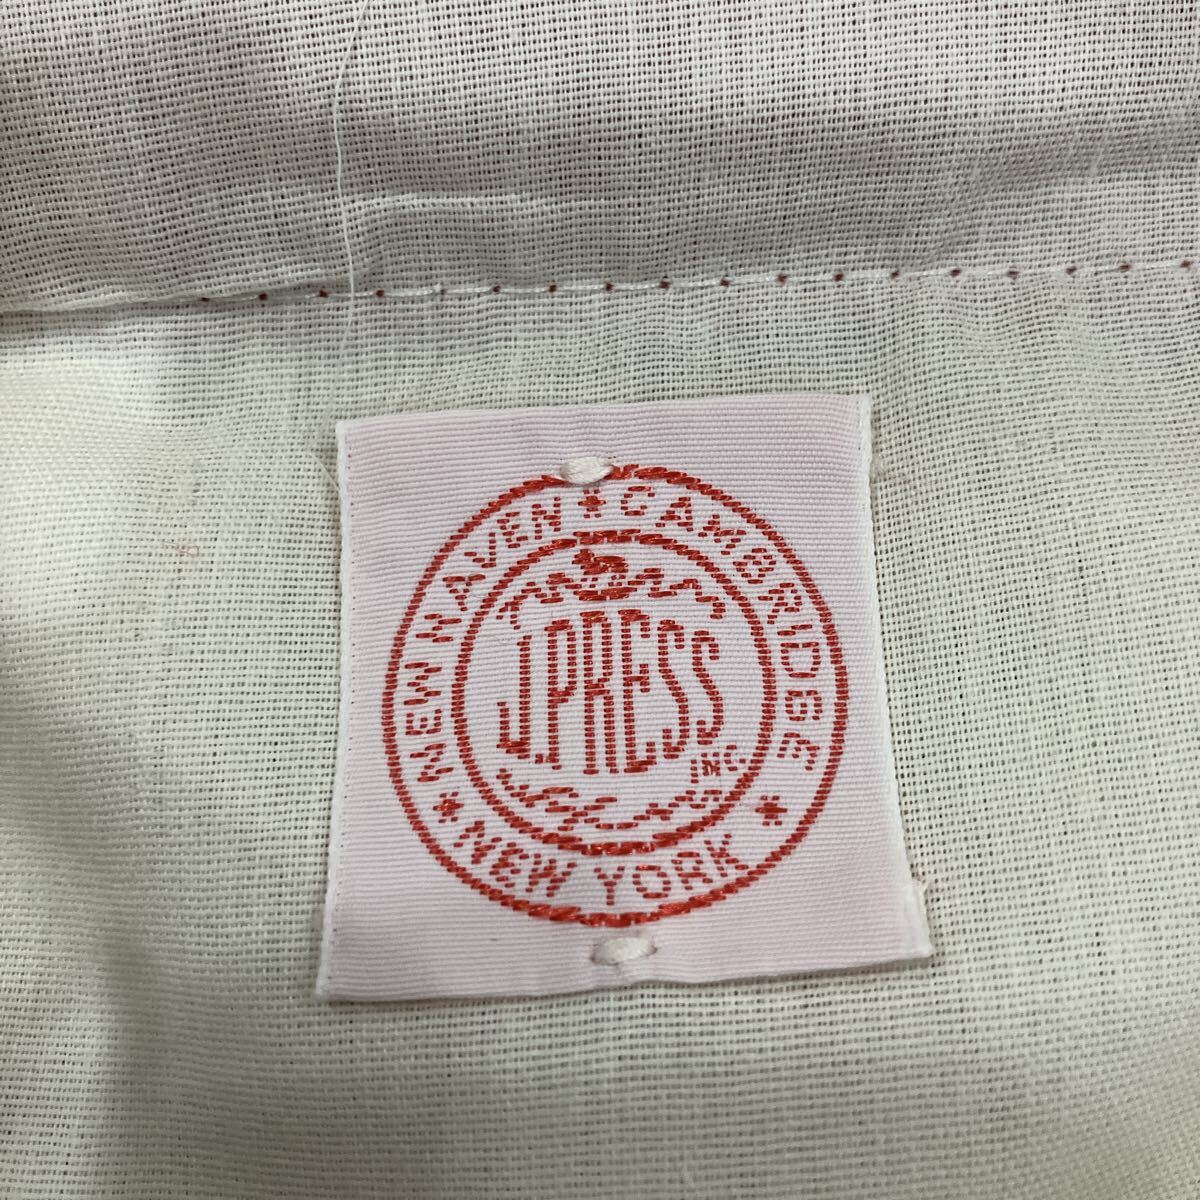 NEW HAVEN * CAMBRIDGE * NEW YORK *
J.PRESS
INC.